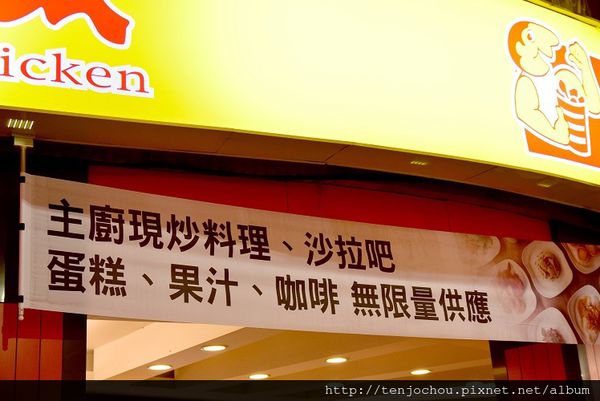 icken
主廚現炒料理、沙拉吧
蛋糕、果汁、咖啡 無限量供應
http://tenjochou.pixnet.net/album